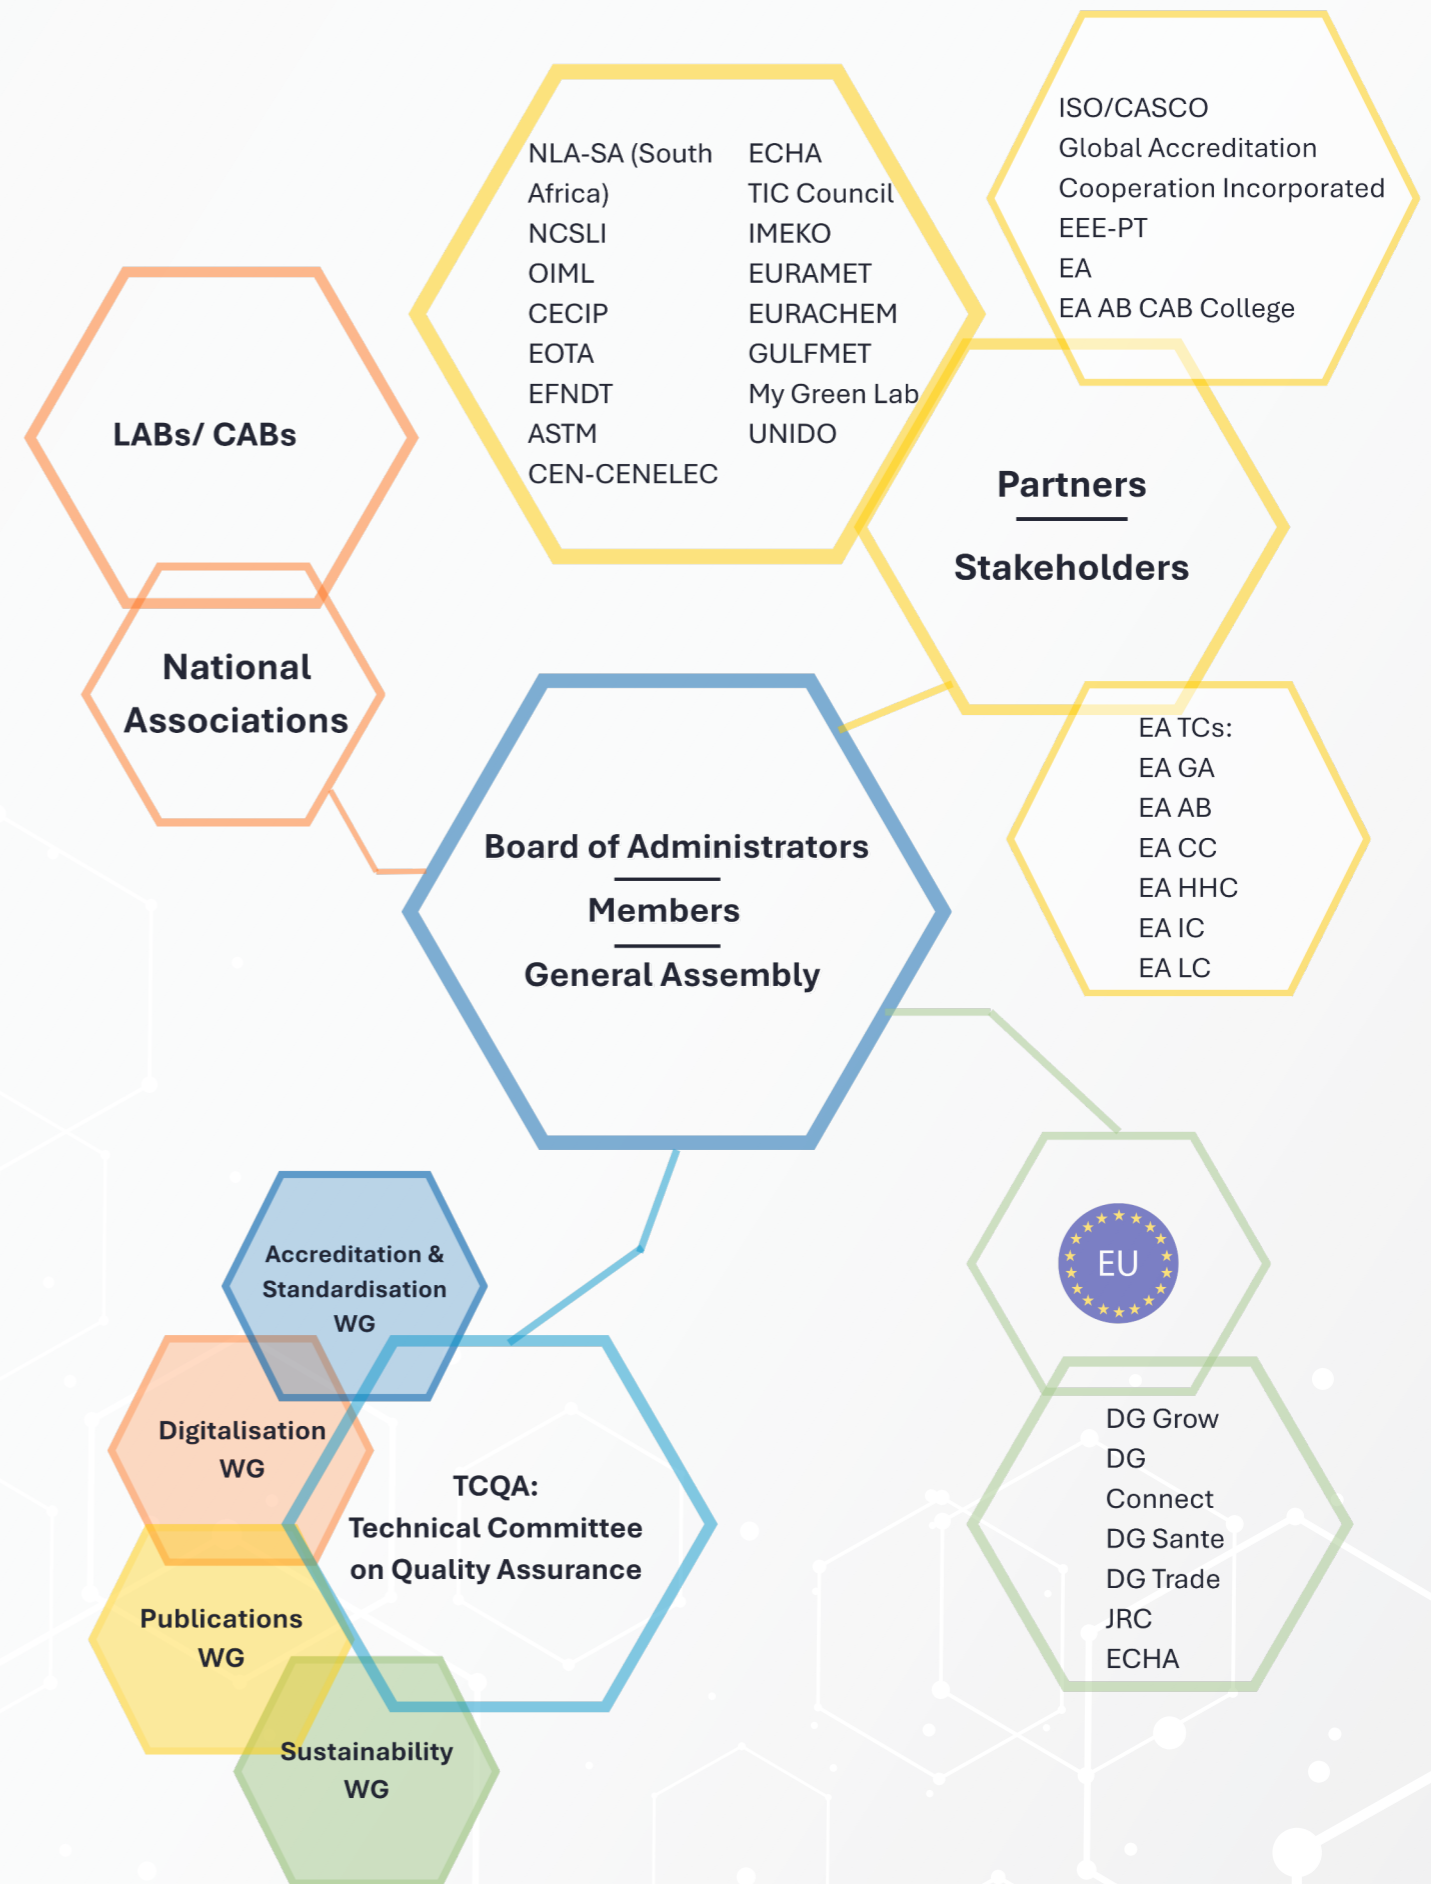 ISO/CASCO
Global Accreditation
Cooperation Incorporated
EEE-PT
EA
EA AB CAB College
NLA-SA (South
Africa)
NCSLI
OIML
CECIP
EOTA
EFNDT
ASTM
CEN-CENELEC
ECHA
TIC Council
IMEKO
EURAMET
EURACHEM
GULFMET
My Green Lab
UNIDO
LABs/ CABs
Partners
Stakeholders
National
Associations
EA TCs:
EA GA
EA AB
EA CC
EA HHC
EA IC
EA LC
Board of Administrators
Members
General Assembly
EU
DG Grow
DG
Connect
DG Sante
DG Trade
JRC
ECHA
Accreditation &
Standardisation
WG
Digitalisation
WG
TCQA:
Technical Committee
on Quality Assurance
Publications
WG
Sustainability
WG